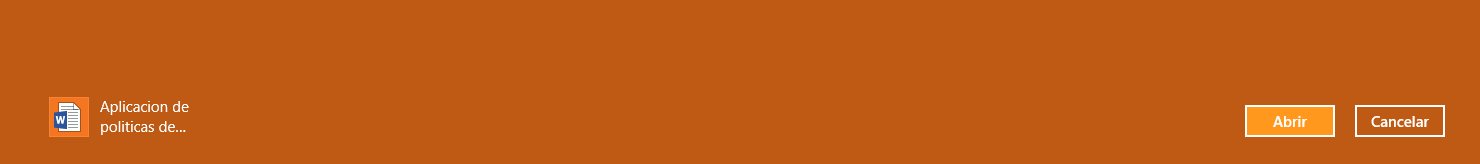 Aplicacion de
politicas de...
Abrir
Cancelar